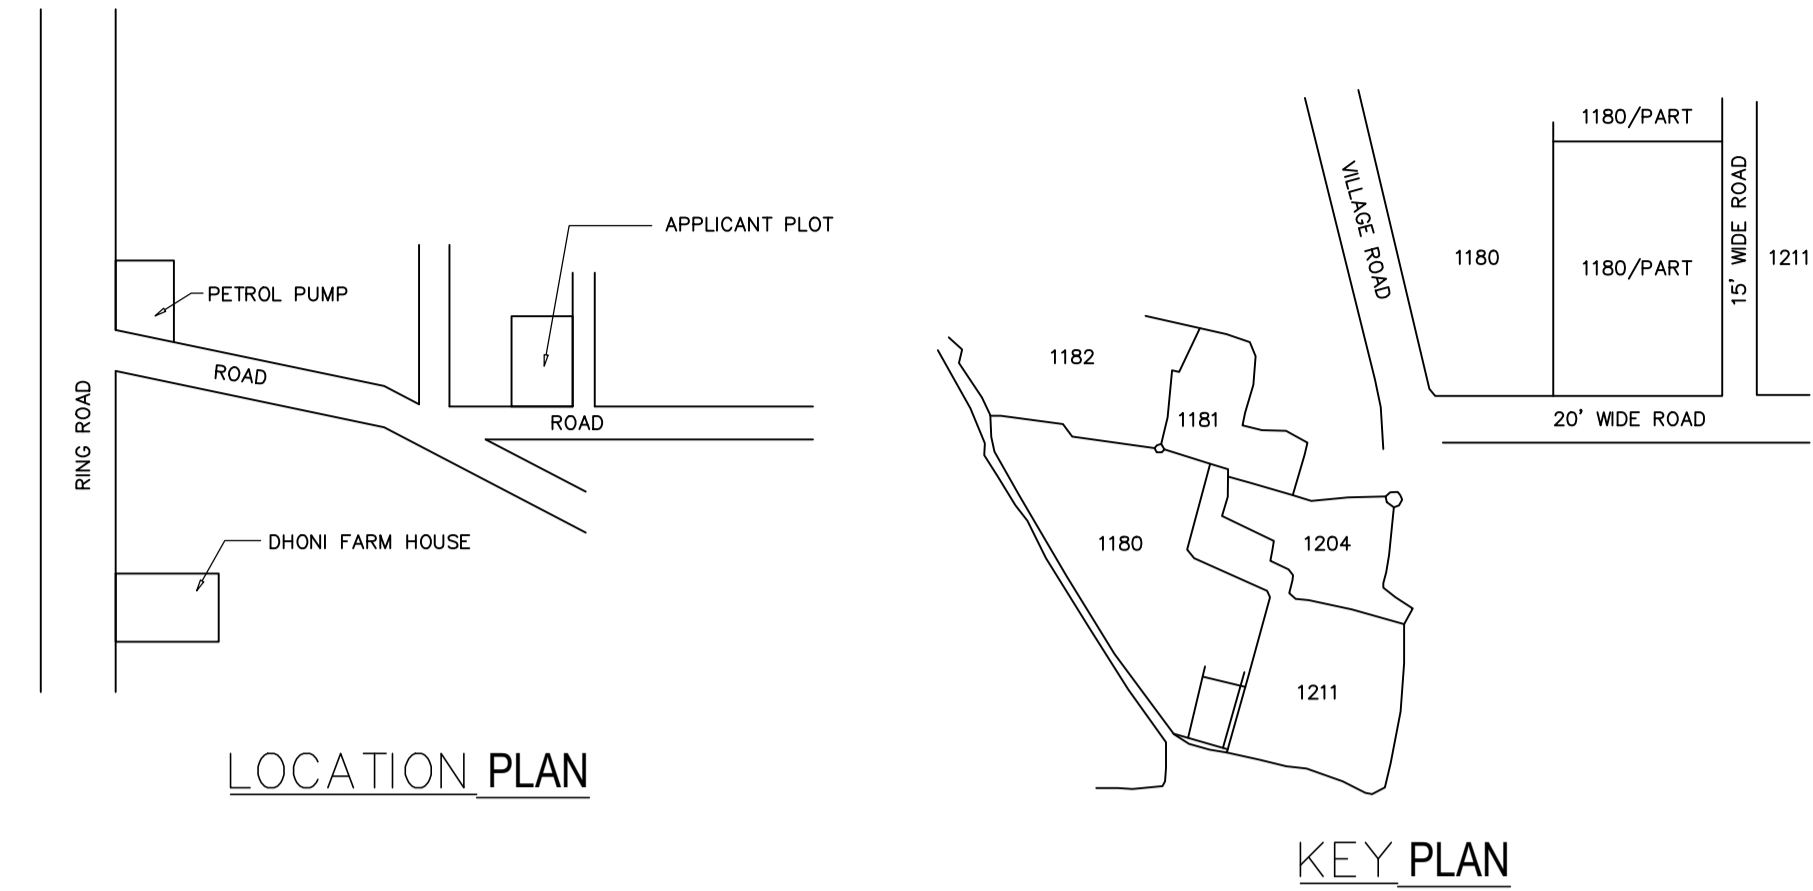 APPLICANT PLOT
PETROL PUMP
ROAD
ROAD
RING ROAD
DHONI FARM HOUSE
LOCATION PLAN
1180/PART
VILLAGE ROAD
1180
1180/PART
15' WIDE ROAD
1211
20' WIDE ROAD
1182
1181
1180
1204
1211
KEY PLAN